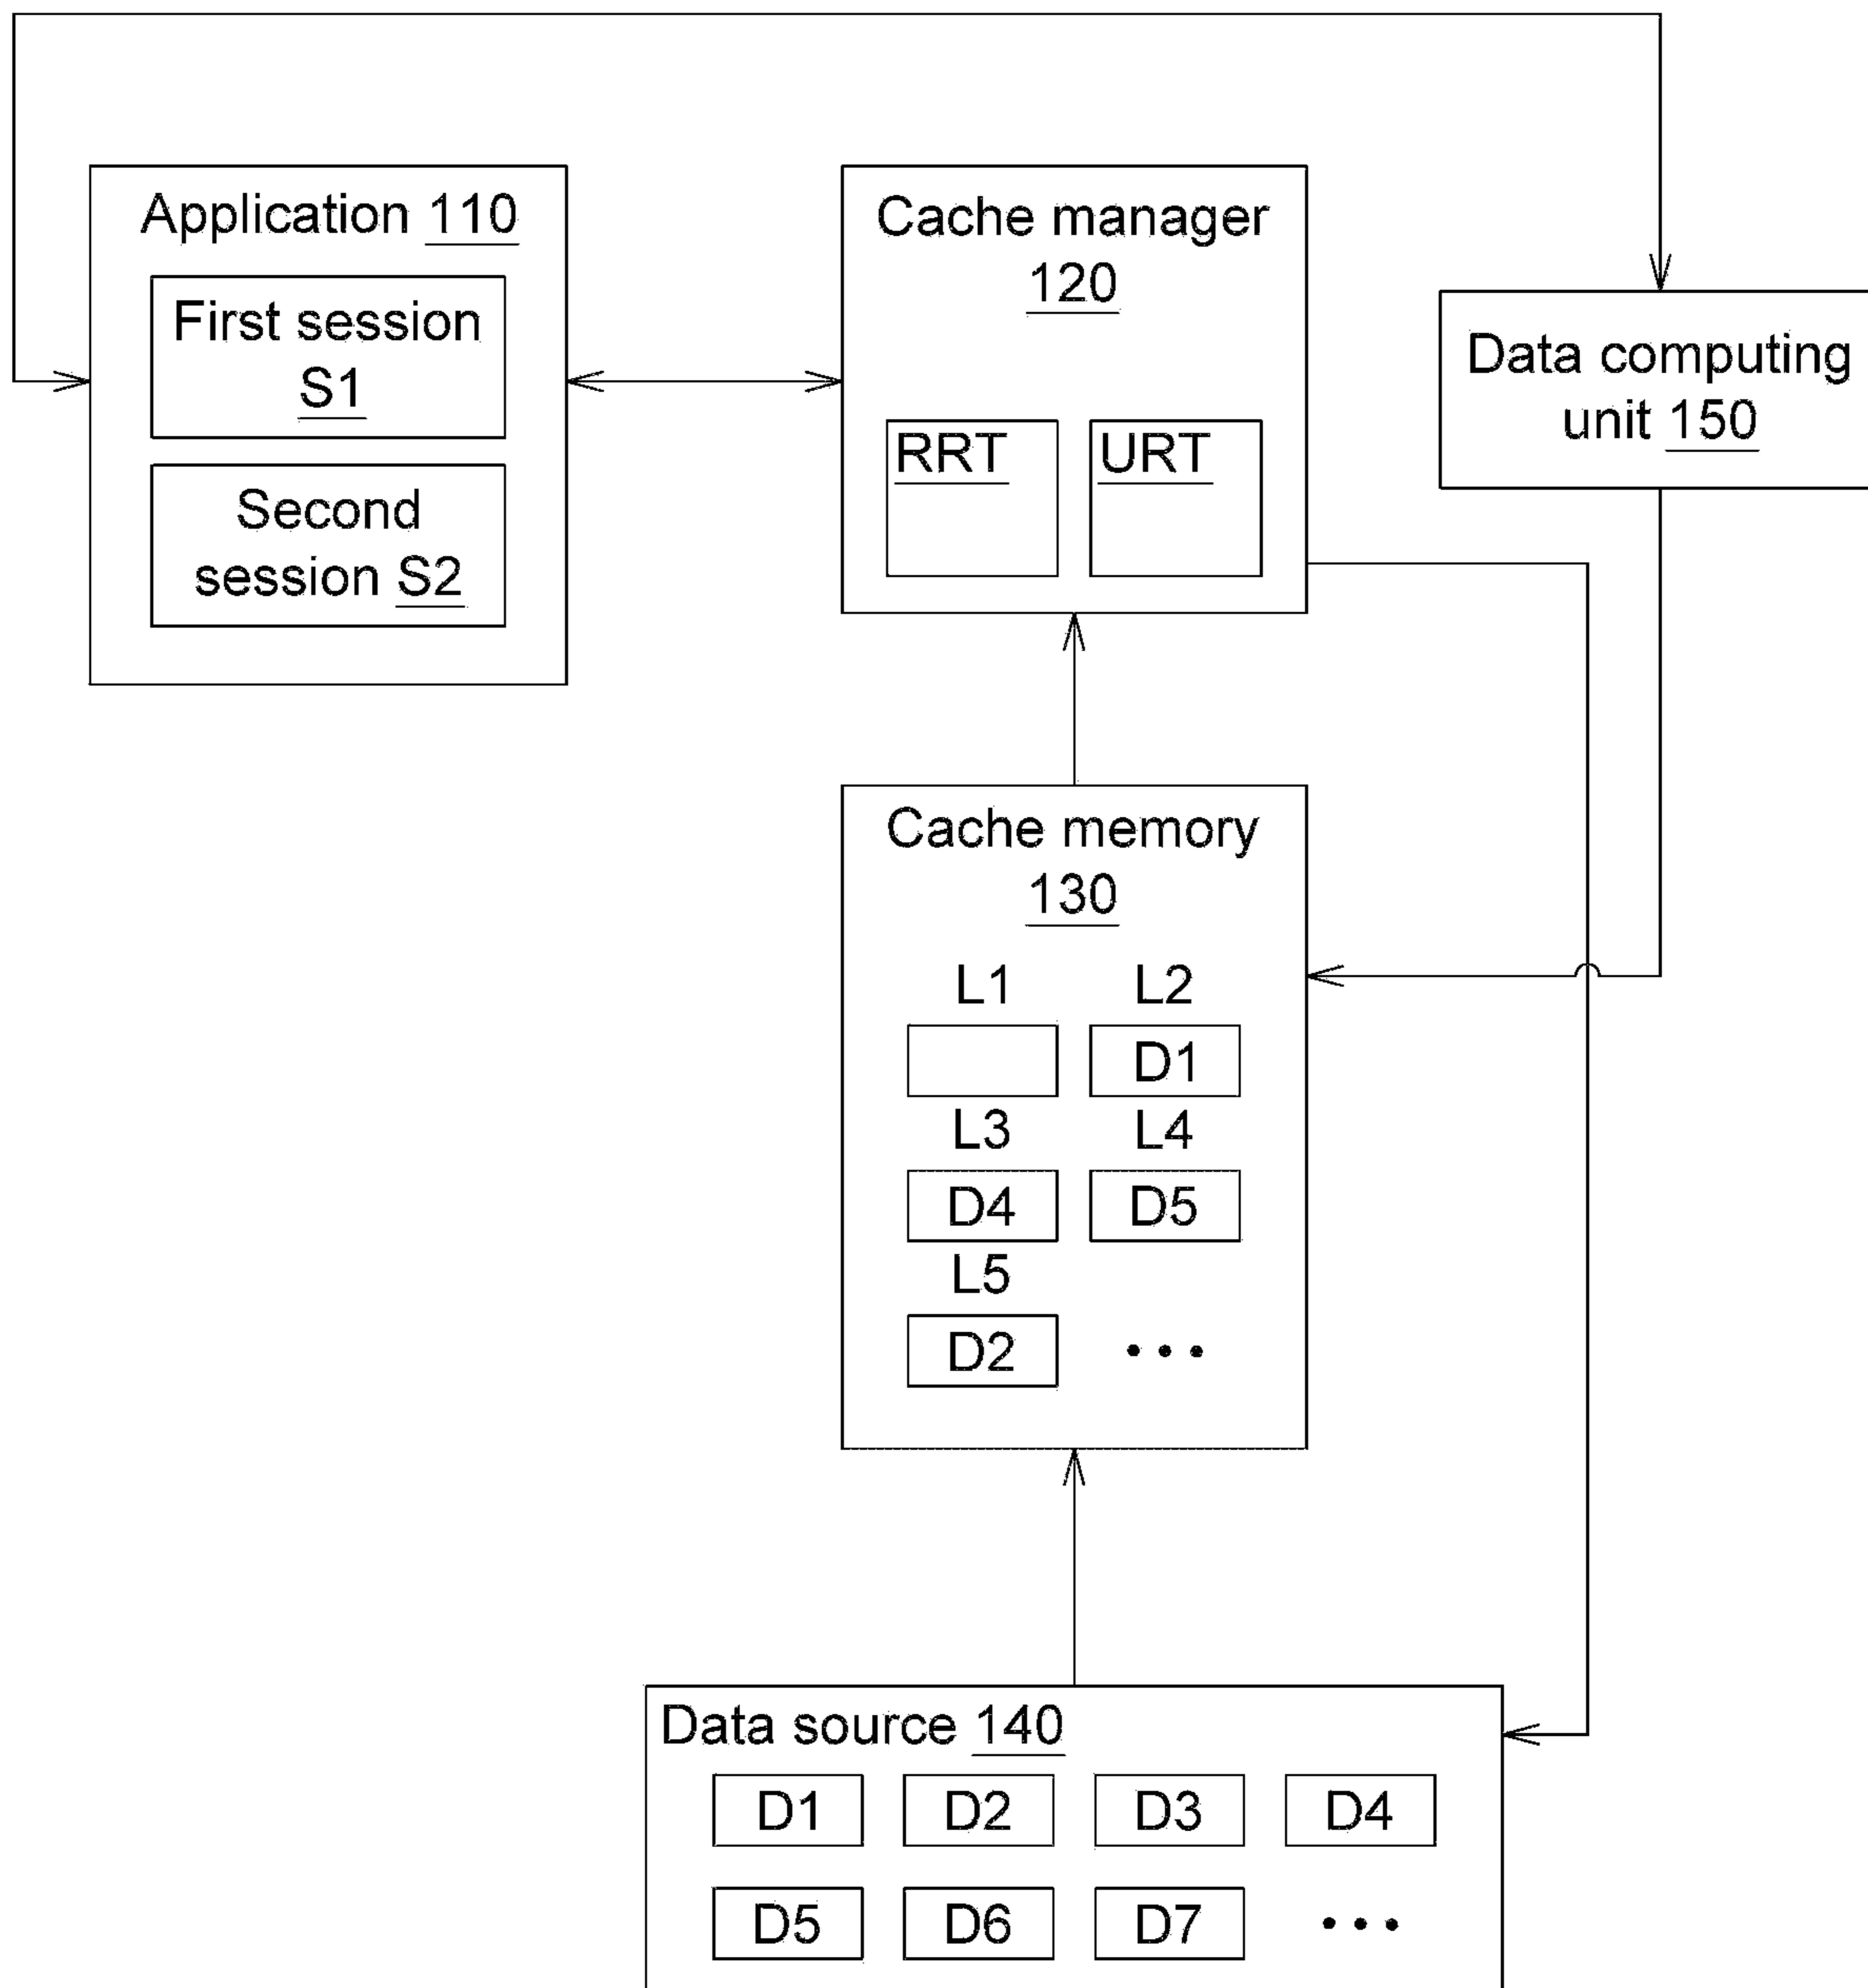 Application 110
First session
S1
Second
session S2
Cache manager
120
RRT URT
Data computing
unit 150
Cache memory
130
L1 L2
D1
L3 L4
D4 D5
L5
D2 • • •
Data source 140
D1 D2 D3 D4
D5 D6 D7 • • •